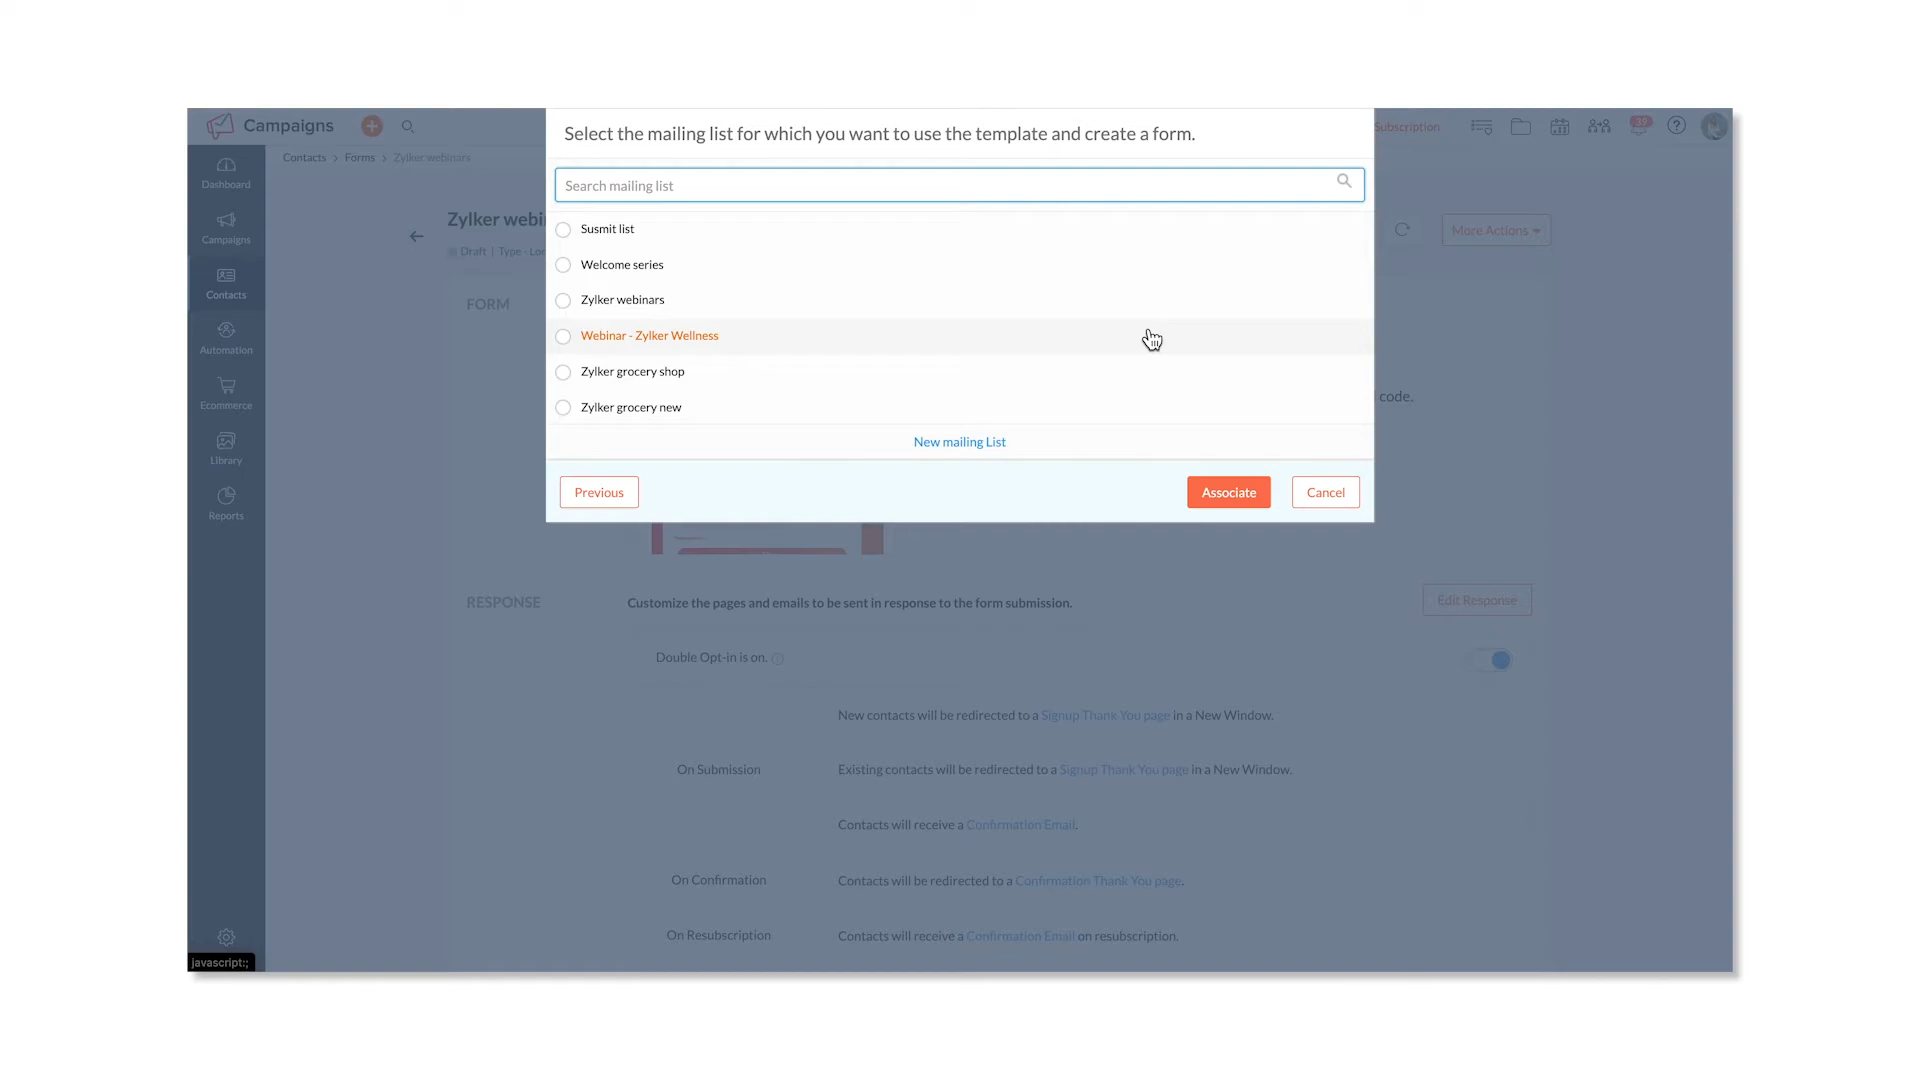 Campaigns
Select the mailing list for which you want to use the template and create a form.
Subscription
39
Contacts > Forms > Zylker webinars
Search mailing list
Dashboard
Campaigns
Contacts
Automation
Ecommerce
Library
Reports
Zylker webi
More Actions
Draft | Type - Lo
Susmit list
Welcome series
Zylker webinars
Webinar - Zylker Wellness
Zylker grocery shop
Zylker grocery new
New mailing List
Previous
Associate
Cancel
FORM
code.
RESPONSE
Customize the pages and emails to be sent in response to the form submission.
Edit Response
Double Opt-in is on.
New contacts will be redirected to a Signup Thank You page in a New Window.
On Submission
Existing contacts will be redirected to a Signup Thank You page in a New Window.
Contacts will receive a Confirmation Email.
On Confirmation
Contacts will be redirected to a Confirmation Thank You page.
On Resubscription
Contacts will receive a Confirmation Email on resubscription.
javascript:;